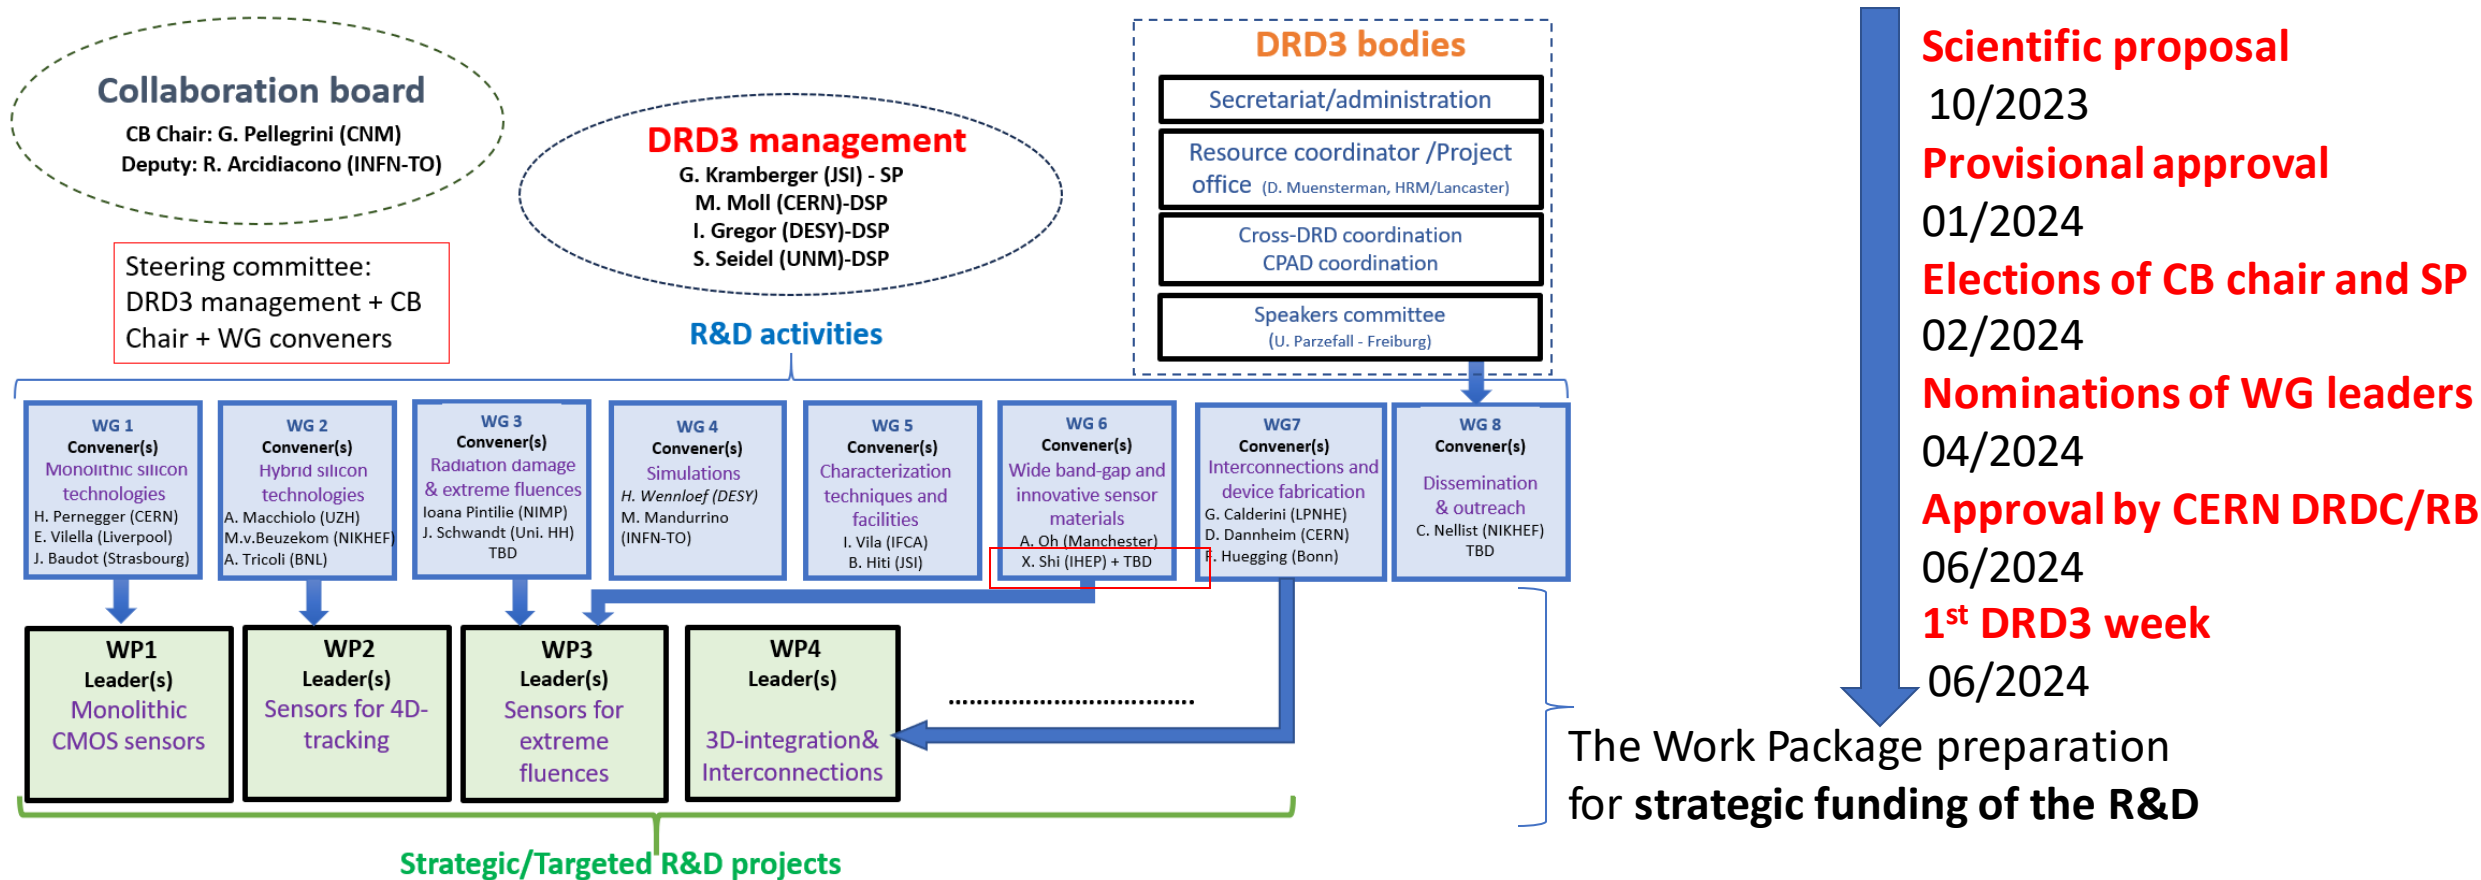 Collaboration board
CB Chair: G. Pellegrini (CNM)
Deputy: R. Arcidiacono (INFN-TO)
Steering committee:
DRD3 management + CB
Chair + WG conveners
DRD3 management
G. Kramberger (JSI) - SP
M. Moll (CERN)-DSP
I. Gregor (DESY)-DSP
S. Seidel (UNM)-DSP
DRD3 bodies
Secretariat/administration
Resource coordinator /Project
office (D. Muensterman, HRM/Lancaster)
Cross-DRD coordination
CPAD coordination
Speakers committee
(U. Parzefall - Freiburg)
R&D activities
WG 1
Convener(s)
Monolithic silicon
technologies
H. Pernegger (CERN)
E. Vilella (Liverpool)
J. Baudot (Strasbourg)
WG 2
Convener(s)
Hybrid silicon
technologies
A. Macchiolo (UZH)
M.v.Beuzekom (NIKHEF)
A. Tricoli (BNL)
WG 3
Convener(s)
Radiation damage
& extreme fluences
Ioana Pintilie (NIMP)
J. Schwandt (Uni. HH)
TBD
WG 4
Convener(s)
Simulations
H. Wennloef (DESY)
M. Mandurrino
(INFN-TO)
WG 5
Convener(s)
Characterization
techniques and
facilities
I. Vila (IFCA)
B. Hiti (JSI)
WG 6
Convener(s)
Wide band-gap and
innovative sensor
materials
A. Oh (Manchester)
X. Shi (IHEP) + TBD
WG7
Convener(s)
Interconnections and
device fabrication
G. Calderini (LPNHE)
D. Dannheim (CERN)
F. Huegging (Bonn)
WG 8
Convener(s)
Dissemination
& outreach
C. Nellist (NIKHEF)
TBD
WP1
Leader(s)
Monolithic
CMOS sensors
WP2
Leader(s)
Sensors for 4D-
tracking
WP3
Leader(s)
Sensors for
extreme
fluences
WP4
Leader(s)
3D-integration&
Interconnections
Strategic/Targeted R&D projects
Scientific proposal
10/2023
Provisional approval
01/2024
Elections of CB chair and SP
02/2024
Nominations of WG leaders
04/2024
Approval by CERN DRDC/RB
06/2024
1st DRD3 week
06/2024
The Work Package preparation
for strategic funding of the R&D